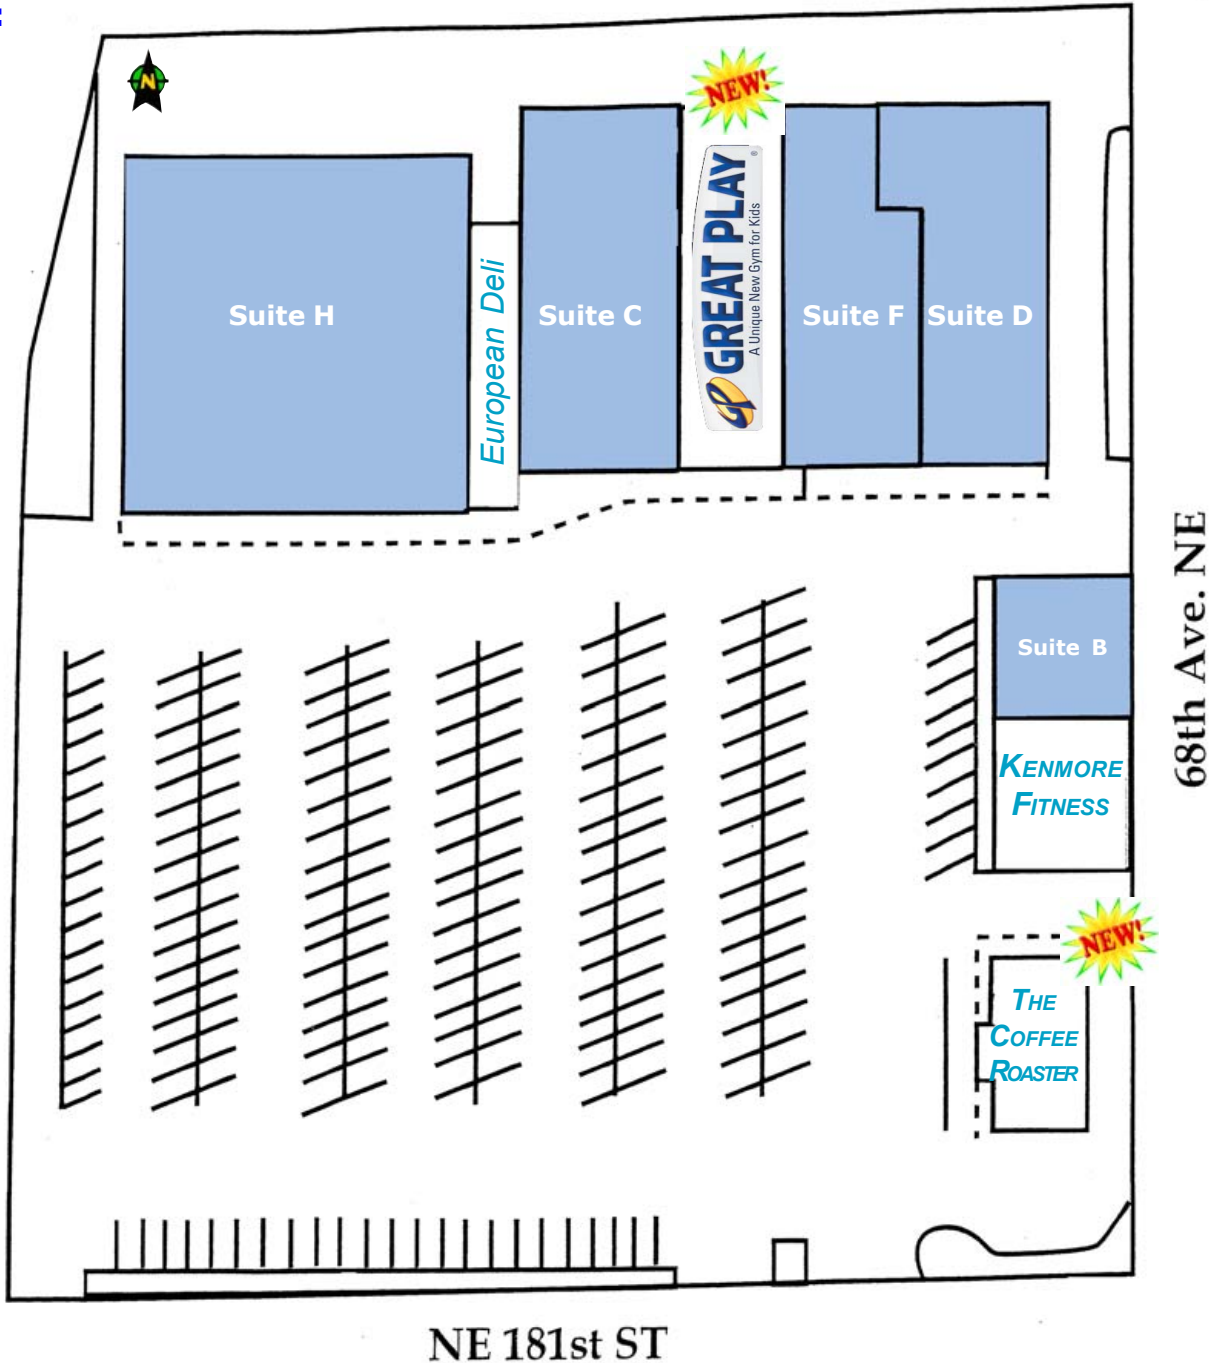 :
N
NEW!
Suite H
European Deli
Suite C
GP GREAT PLAY®
A Unique New Gym for Kids
Suite F
Suite D
68th Ave. NE
Suite B
KENMORE
FITNESS
NEW!
THE
COFFEE
ROASTER
NE 181st ST